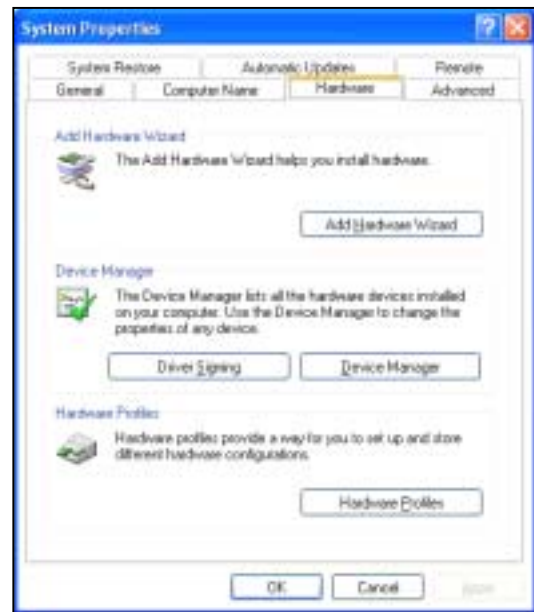 System Properties
System Restore Automatic Updates Remote
General Computer Name Hardware Advanced
Add Hardware Wizard
The Add Hardware Wizard helps you install hardware.
Add Hardware Wizard
Device Manager
The Device Manager lists all the hardware devices installed
on your computer. Use the Device Manager to change the
properties of any device.
Driver Signing Device Manager
Hardware Profiles
Hardware profiles provide a way for you to set up and store
different hardware configurations.
Hardware Profiles
OK Cancel Apply